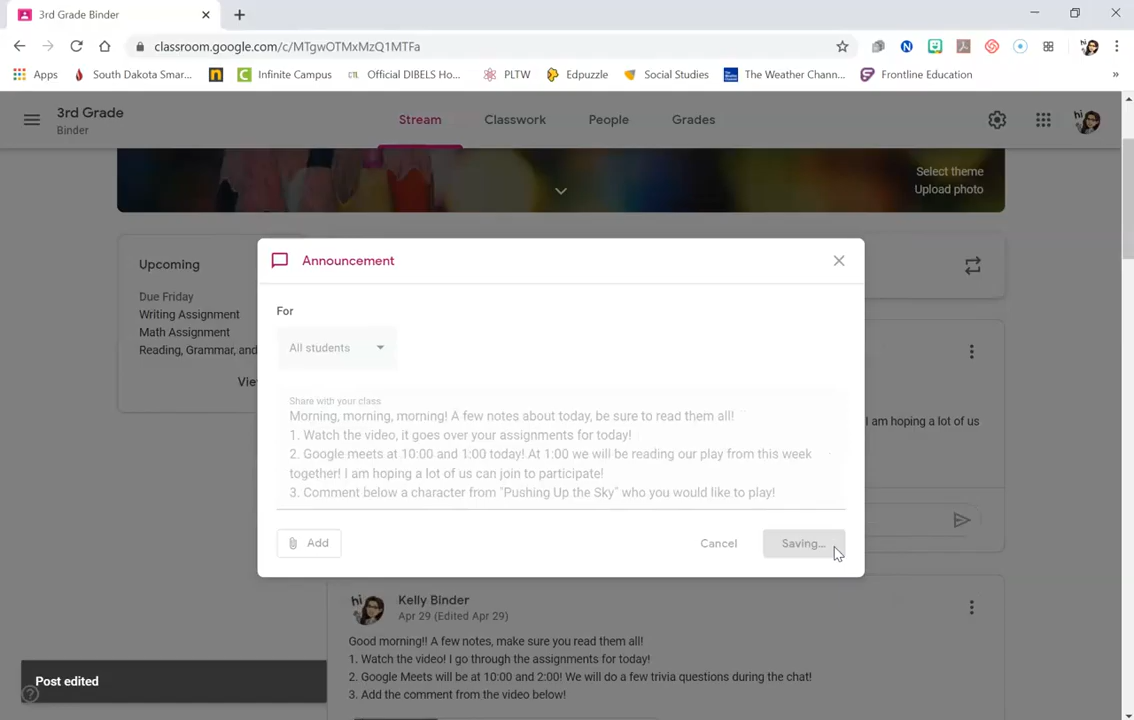 3rd Grade Binder
classroom.google.com/c/MTgwOTMxMzQ1MTFa
Apps
South Dakota Smar...
Infinite Campus
Official DIBELS Ho...
PLTW
Edpuzzle
Social Studies
The Weather Chann...
Frontline Education
»
3rd Grade
Binder
Stream
Classwork
People
Grades
hi
Select theme
Upload photo
Upcoming
Due Friday
Writing Assignment
Math Assignment
Reading, Grammar, and
Vie
Announcement
For
All students
Share with your class
Morning, morning, morning! A few notes about today, be sure to read them all!
1. Watch the video, it goes over your assignments for today!
2. Google meets at 10:00 and 1:00 today! At 1:00 we will be reading our play from this week
together! I am hoping a lot of us can join to participate!
3. Comment below a character from "Pushing Up the Sky" who you would like to play!
I am hoping a lot of us
Add
Cancel
Saving...
hi
Kelly Binder
Apr 29 (Edited Apr 29)
Good morning!! A few notes, make sure you read them all!
1. Watch the video! I go through the assignments for today!
2. Google Meets will be at 10:00 and 2:00! We will do a few trivia questions during the chat!
3. Add the comment from the video below!
Post edited